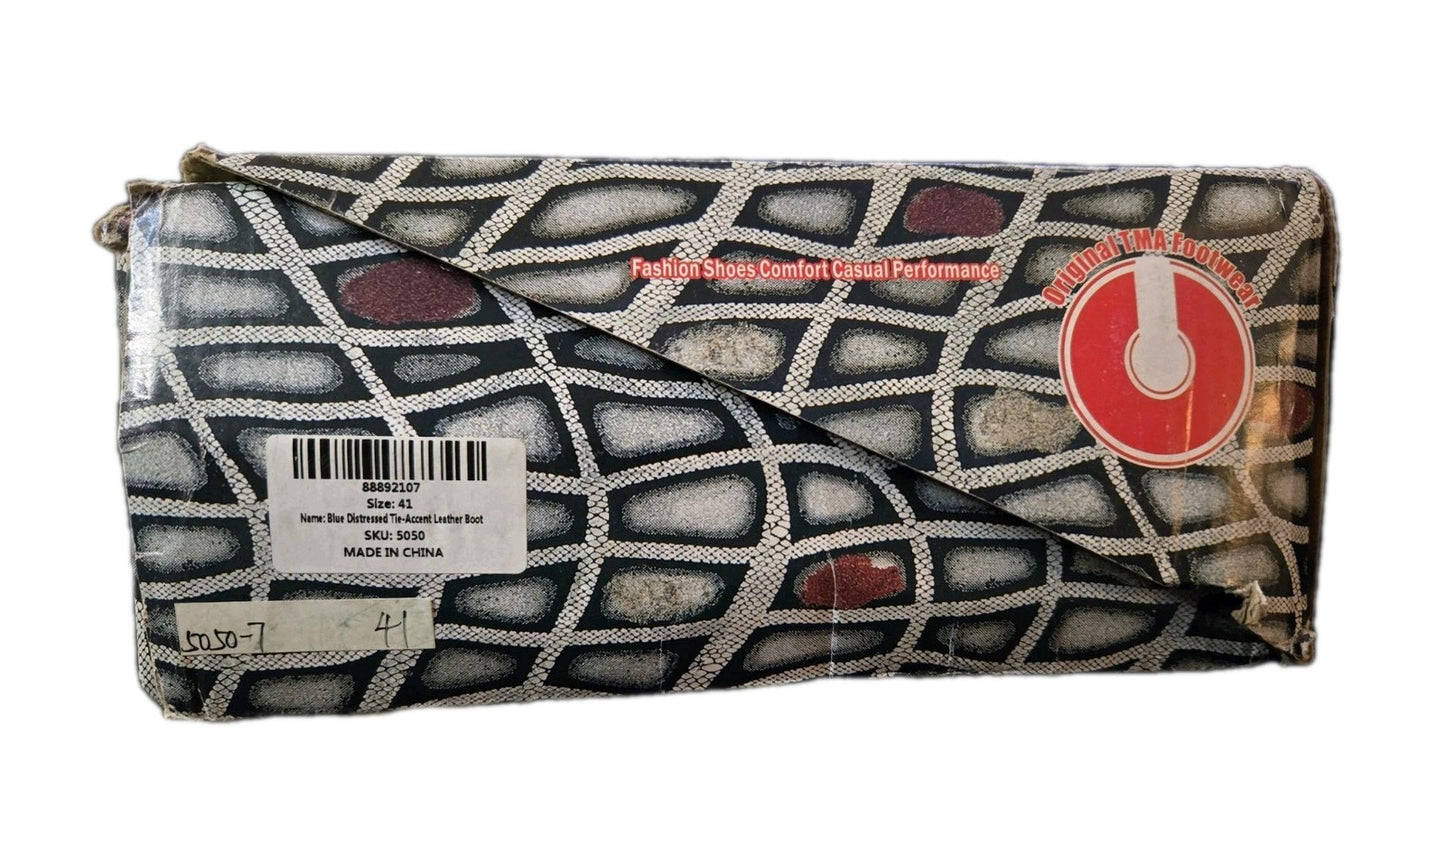 Fashion Shoes Comfort Casual Performance
Original TMA Footwear
88892107
Size: 41
Name: Blue Distressed Tie-Accent Leather Boot
SKU: 5050
MADE IN CHINA
5050-7 41